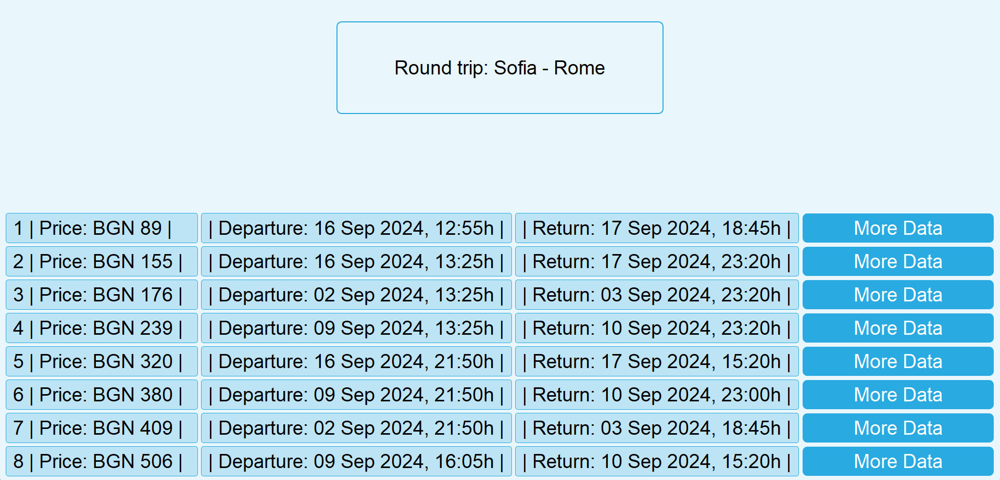 Round trip: Sofia - Rome
1 | Price: BGN 89 | | Departure: 16 Sep 2024, 12:55h | | Return: 17 Sep 2024, 18:45h | More Data
2 | Price: BGN 155 | | Departure: 16 Sep 2024, 13:25h | | Return: 17 Sep 2024, 23:20h | More Data
3 | Price: BGN 176 | | Departure: 02 Sep 2024, 13:25h | | Return: 03 Sep 2024, 23:20h | More Data
4 | Price: BGN 239 | | Departure: 09 Sep 2024, 13:25h | | Return: 10 Sep 2024, 23:20h | More Data
5 | Price: BGN 320 | | Departure: 16 Sep 2024, 21:50h | | Return: 17 Sep 2024, 15:20h | More Data
6 | Price: BGN 380 | | Departure: 09 Sep 2024, 21:50h | | Return: 10 Sep 2024, 23:00h | More Data
7 | Price: BGN 409 | | Departure: 02 Sep 2024, 21:50h | | Return: 03 Sep 2024, 18:45h | More Data
8 | Price: BGN 506 | | Departure: 09 Sep 2024, 16:05h | | Return: 10 Sep 2024, 15:20h | More Data